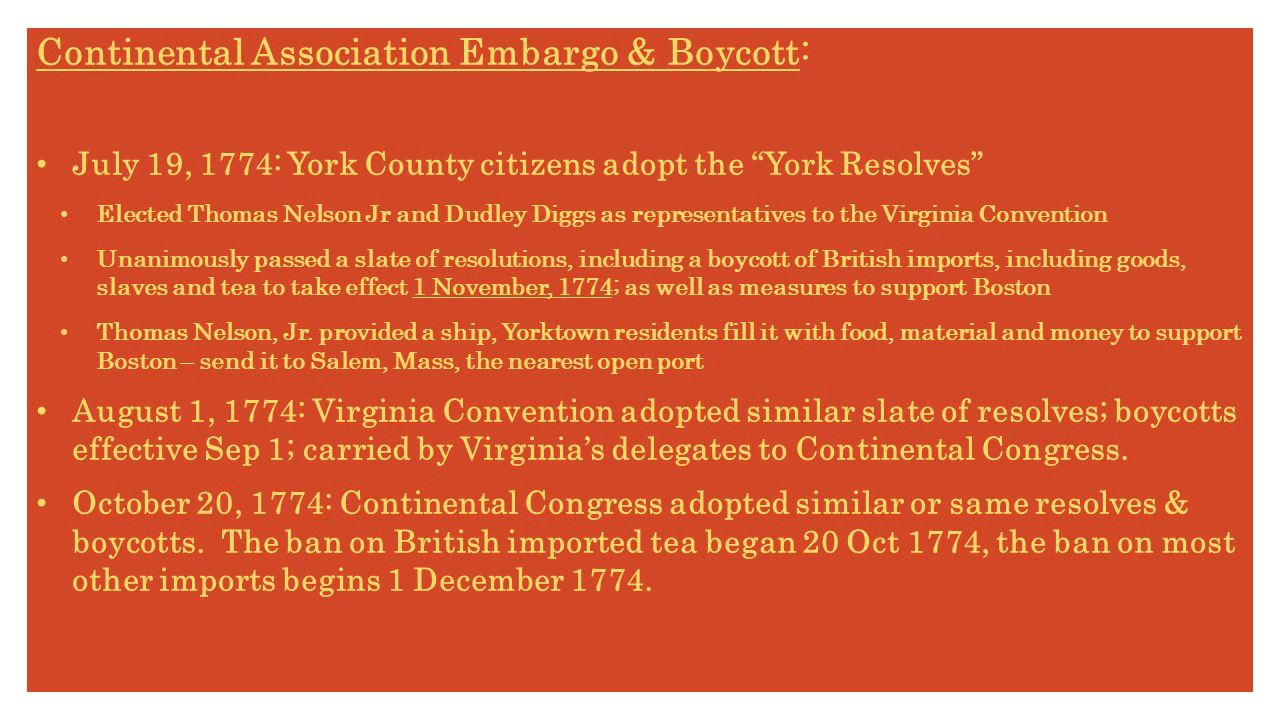 Continental Association Embargo & Boycott:
• July 19, 1774: York County citizens adopt the “York Resolves”
• Elected Thomas Nelson Jr and Dudley Diggs as representatives to the Virginia Convention
• Unanimously passed a slate of resolutions, including a boycott of British imports, including goods,
slaves and tea to take effect 1 November, 1774; as well as measures to support Boston
• Thomas Nelson, Jr. provided a ship, Yorktown residents fill it with food, material and money to support
Boston – send it to Salem, Mass, the nearest open port
• August 1, 1774: Virginia Convention adopted similar slate of resolves; boycotts
effective Sep 1; carried by Virginia’s delegates to Continental Congress.
• October 20, 1774: Continental Congress adopted similar or same resolves &
boycotts.  The ban on British imported tea began 20 Oct 1774, the ban on most
other imports begins 1 December 1774.